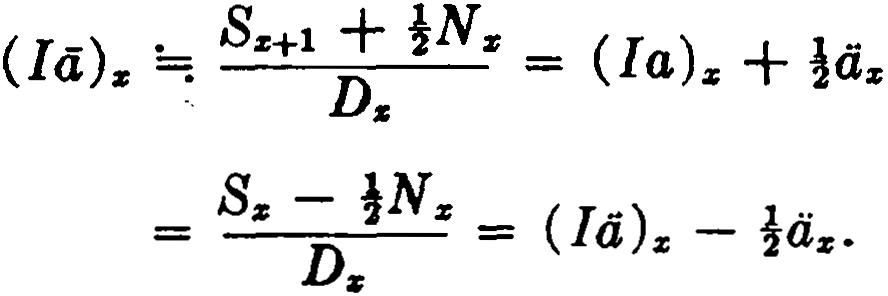 (Iā)ₓ ≒ (Sₓ₊₁ + ½Nₓ) / Dₓ = (Ia)ₓ + ½äₓ
= (Sₓ − ½Nₓ) / Dₓ = (Iä)ₓ − ½äₓ.